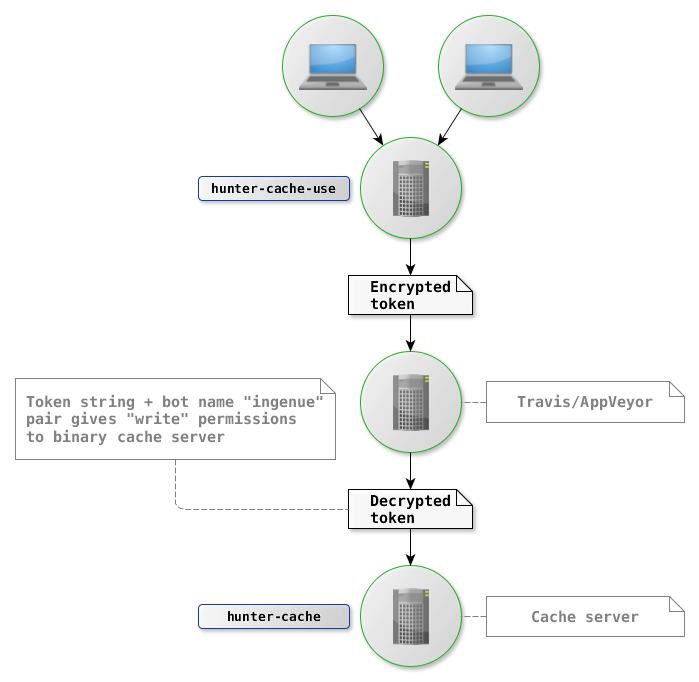 hunter-cache-use
Encrypted
token
Token string + bot name "ingenue"
pair gives "write" permissions
to binary cache server
Travis/AppVeyor
Decrypted
token
hunter-cache
Cache server